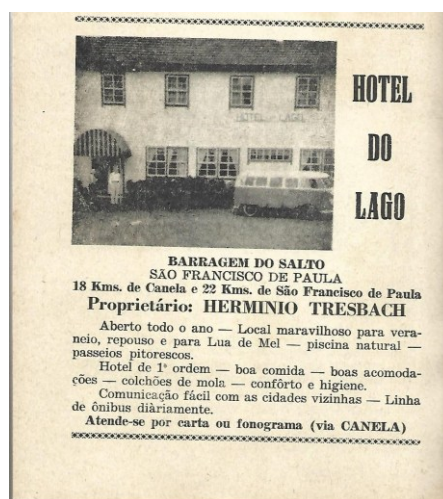 HOTEL
DO
LAGO
HOTEL do LAGO
BARRAGEM DO SALTO
SÃO FRANCISCO DE PAULA
18 Kms. de Canela e 22 Kms. de São Francisco de Paula
Proprietário: HERMINIO TRESBACH
Aberto todo o ano — Local maravilhoso para vera-
neio, repouso e para Lua de Mel — piscina natural —
passeios pitorescos.
Hotel de 1ª ordem — boa comida — boas acomoda-
ções — colchões de mola — confôrto e higiene.
Comunicação fácil com as cidades vizinhas — Linha
de ônibus diàriamente.
Atende-se por carta ou fonograma (via CANELA)